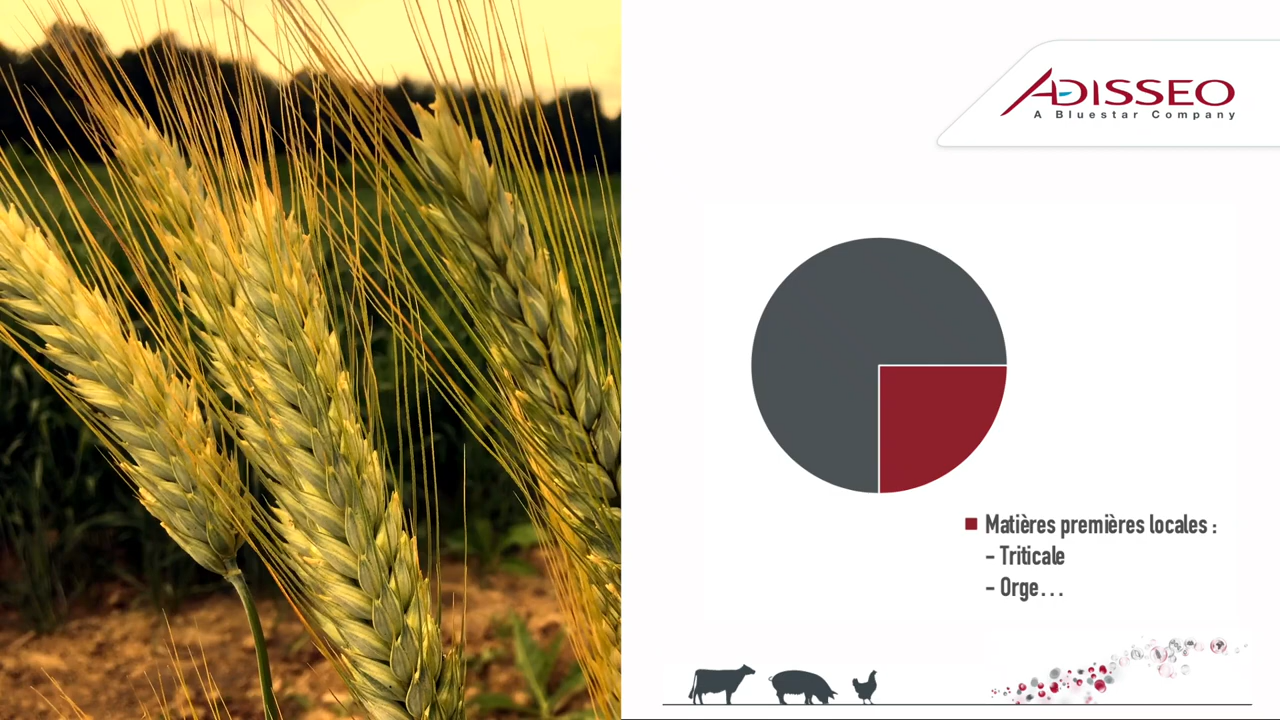 ADISSEO
A Bluestar Company
Matières premières locales :
- Triticale
- Orge...